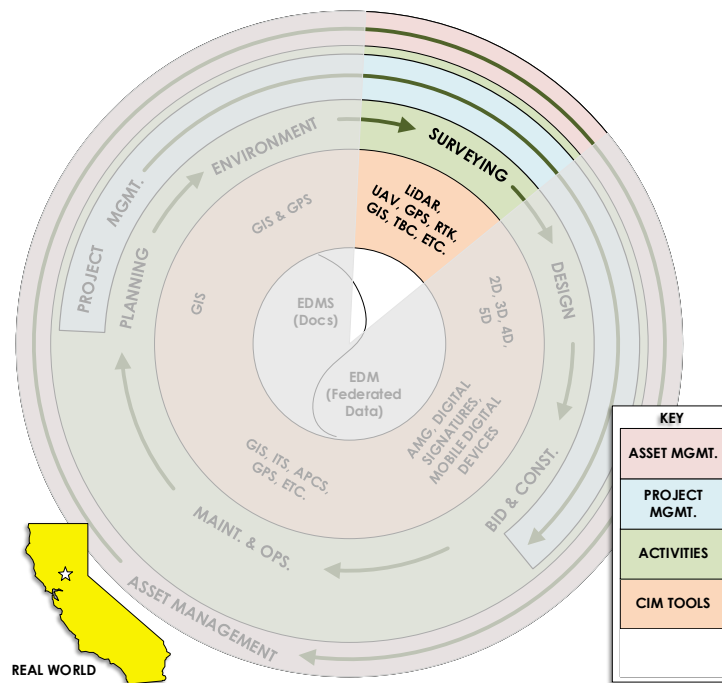 ENVIRONMENT
SURVEYING
LiDAR,
UAV, GPS, RTK,
GIS, TBC, ETC.
PROJECT MGMT.
PLANNING
GIS & GPS
GIS
EDMS
(Docs)
EDM
(Federated
Data)
2D, 3D, 4D,
5D
DESIGN
AMG, DIGITAL
SIGNATURES,
MOBILE DIGITAL
DEVICES
BID & CONST.
GIS, ITS, APCS,
GPS, ETC.
MAINT. & OPS.
ASSET MANAGEMENT
REAL WORLD
KEY
ASSET MGMT.
PROJECT
MGMT.
ACTIVITIES
CIM TOOLS